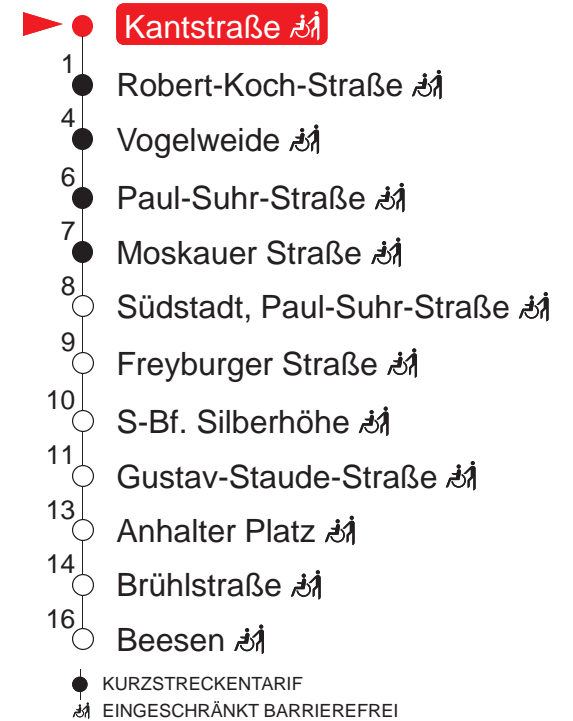 Kantstraße
1
Robert-Koch-Straße
4
Vogelweide
6
Paul-Suhr-Straße
7
Moskauer Straße
8
Südstadt, Paul-Suhr-Straße
9
Freyburger Straße
10
S-Bf. Silberhöhe
11
Gustav-Staude-Straße
13
Anhalter Platz
14
Brühlstraße
16
Beesen
KURZSTRECKENTARIF
EINGESCHRÄNKT BARRIEREFREI